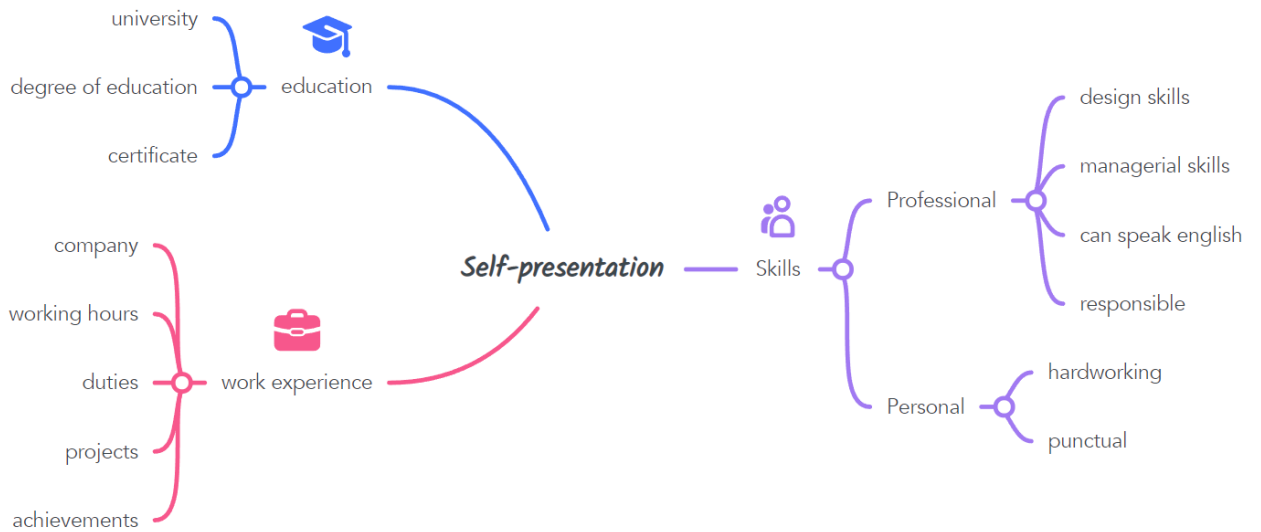 university
degree of education
certificate
education
company
working hours
duties
projects
achievements
work experience
Self-presentation
Skills
Professional
design skills
managerial skills
can speak english
responsible
Personal
hardworking
punctual